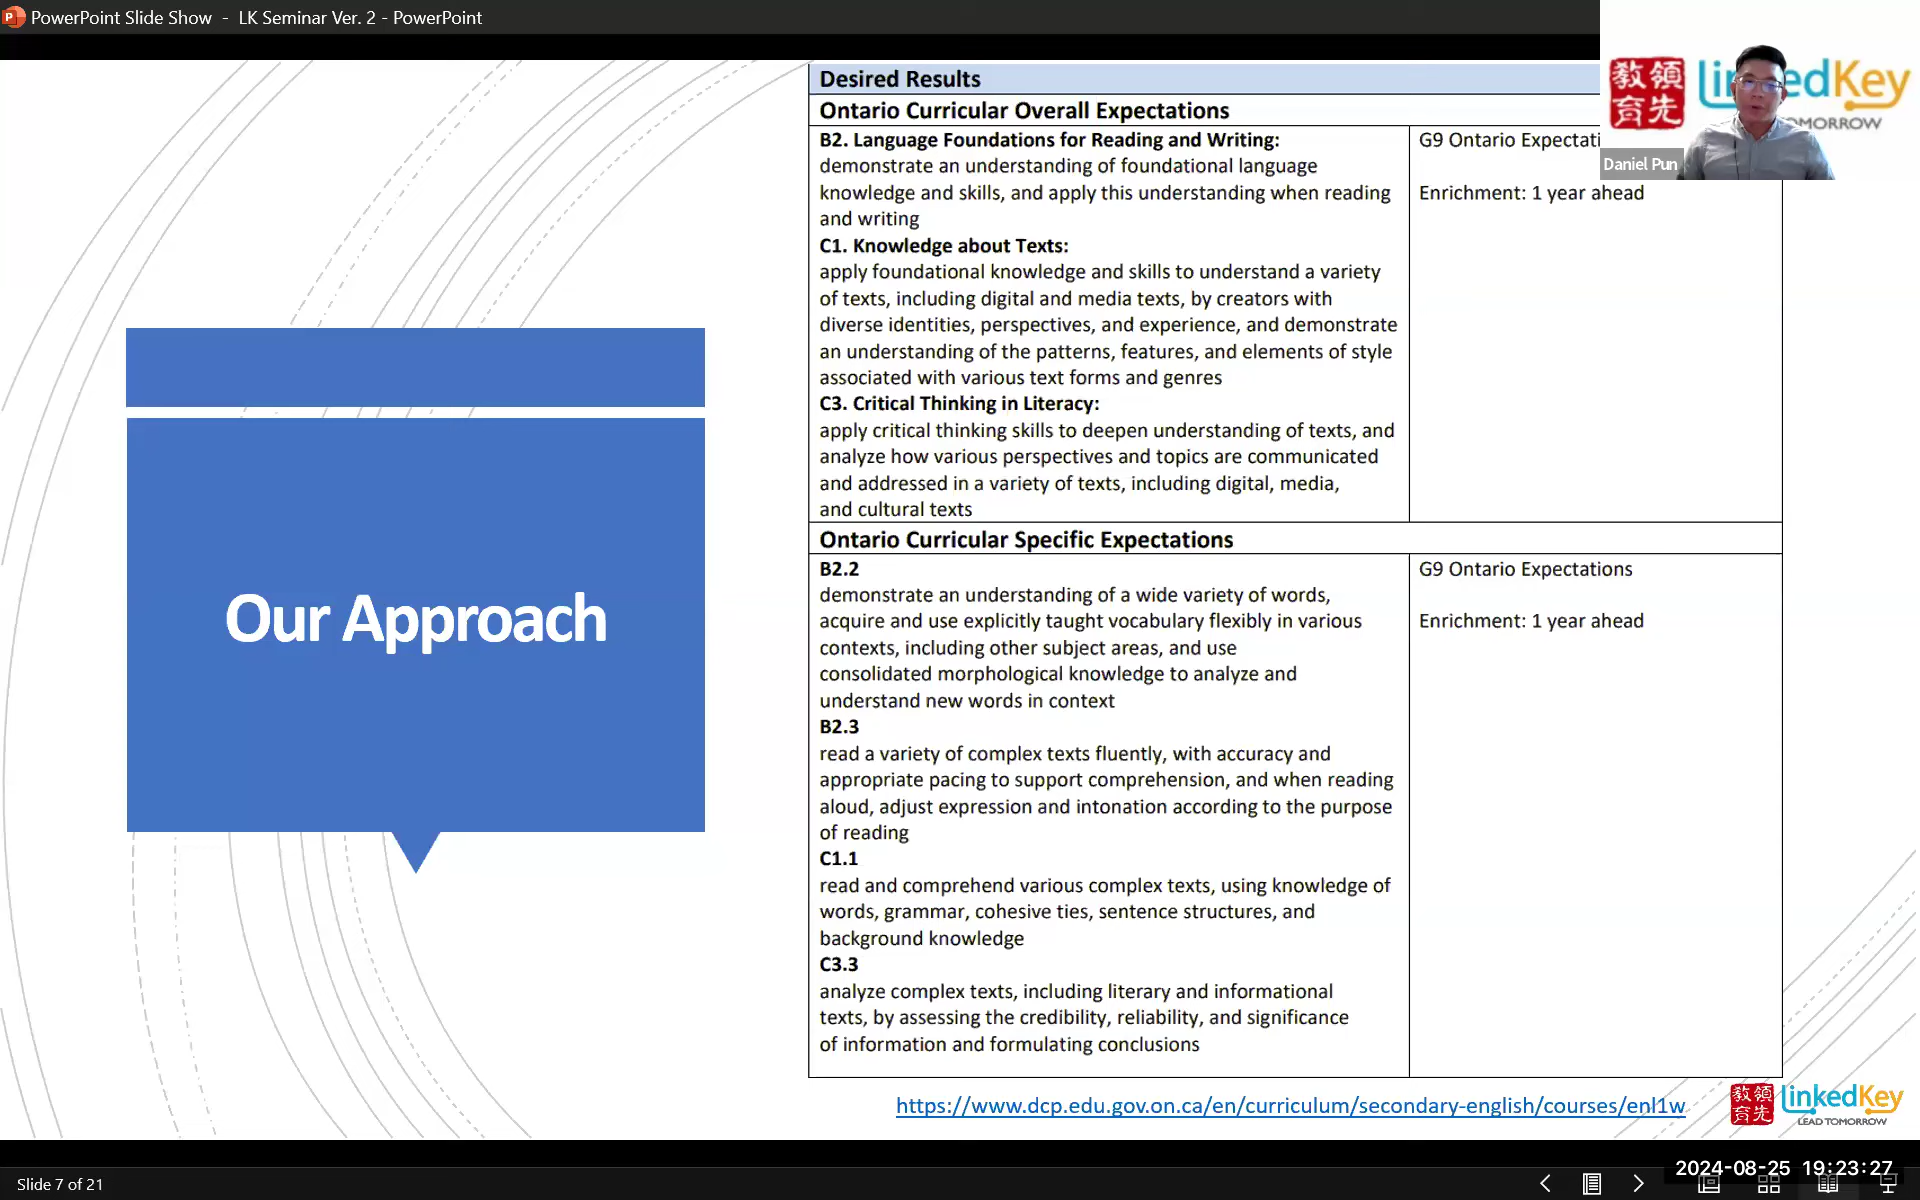 PowerPoint Slide Show - LK Seminar Ver. 2 - PowerPoint
Our Approach
Desired Results
Ontario Curricular Overall Expectations
B2. Language Foundations for Reading and Writing:
demonstrate an understanding of foundational language
knowledge and skills, and apply this understanding when reading
and writing
C1. Knowledge about Texts:
apply foundational knowledge and skills to understand a variety
of texts, including digital and media texts, by creators with
diverse identities, perspectives, and experience, and demonstrate
an understanding of the patterns, features, and elements of style
associated with various text forms and genres
C3. Critical Thinking in Literacy:
apply critical thinking skills to deepen understanding of texts, and
analyze how various perspectives and topics are communicated
and addressed in a variety of texts, including digital, media,
and cultural texts
G9 Ontario
Enrichment: 1 year ahead
Ontario Curricular Specific Expectations
B2.2
demonstrate an understanding of a wide variety of words,
acquire and use explicitly taught vocabulary flexibly in various
contexts, including other subject areas, and use
consolidated morphological knowledge to analyze and
understand new words in context
B2.3
read a variety of complex texts fluently, with accuracy and
appropriate pacing to support comprehension, and when reading
aloud, adjust expression and intonation according to the purpose
of reading
C1.1
read and comprehend various complex texts, using knowledge of
words, grammar, cohesive ties, sentence structures, and
background knowledge
C3.3
analyze complex texts, including literary and informational
texts, by assessing the credibility, reliability, and significance
of information and formulating conclusions
G9 Ontario Expectations
Enrichment: 1 year ahead
https://www.dcp.edu.gov.on.ca/en/curriculum/secondary-english/courses/enl1w
教領
育先
LinkedKey
LEAD TOMORROW
教領
育先
Daniel Pun
Slide 7 of 21
2024-08-25 19:23:27